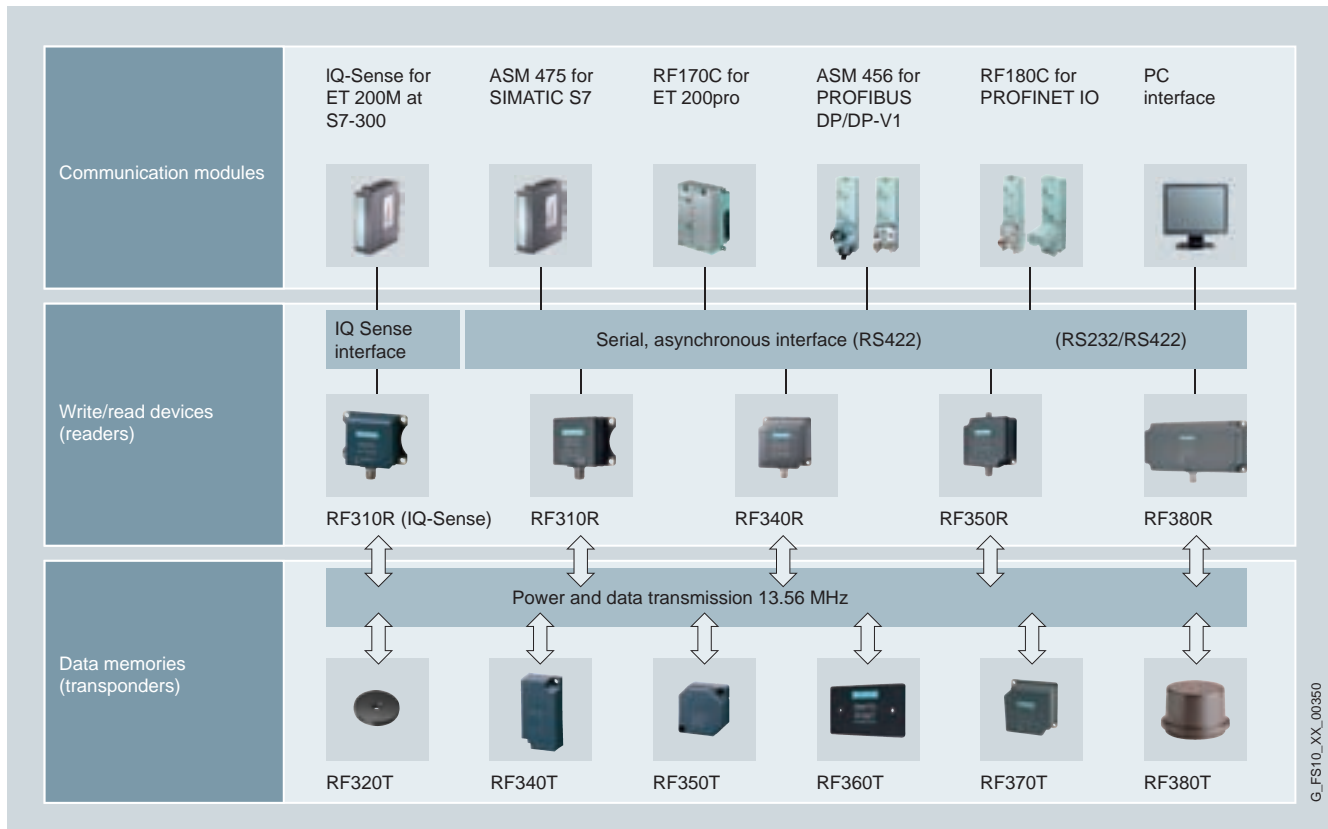 IQ-Sense for
ET 200M at
S7-300
ASM 475 for
SIMATIC S7
RF170C for
ET 200pro
ASM 456 for
PROFIBUS
DP/DP-V1
RF180C for
PROFINET IO
PC
interface
Communication modules
IQ Sense
interface
Serial, asynchronous interface (RS422)
(RS232/RS422)
Write/read devices
(readers)
RF310R (IQ-Sense)
RF310R
RF340R
RF350R
RF380R
Power and data transmission 13.56 MHz
Data memories
(transponders)
RF320T
RF340T
RF350T
RF360T
RF370T
RF380T
G_FS10_XX_00350